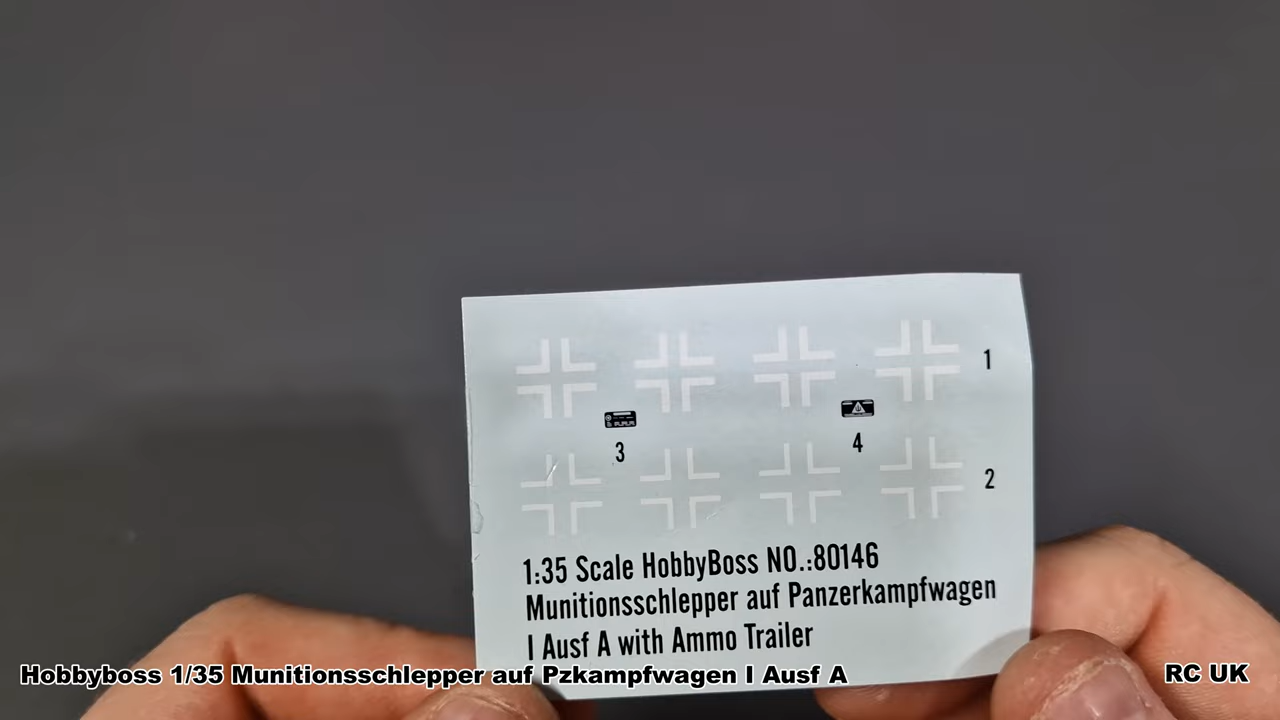 1
3
4
2
1:35 Scale HobbyBoss NO.:80146
Munitionsschlepper auf Panzerkampfwagen
I Ausf A with Ammo Trailer
Hobbyboss 1/35 Munitionsschlepper auf Pzkampfwagen I Ausf A
RC UK